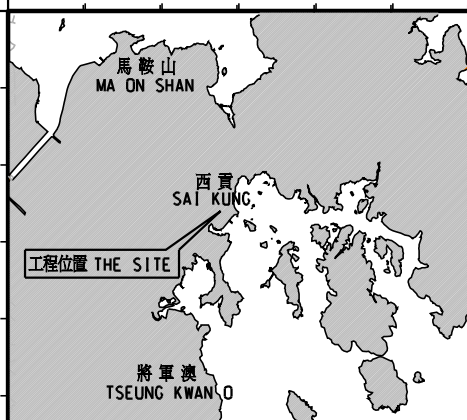 馬鞍山
MA ON SHAN
西貢
SAI KUNG
工程位置 THE SITE
將軍澳
TSEUNG KWAN O